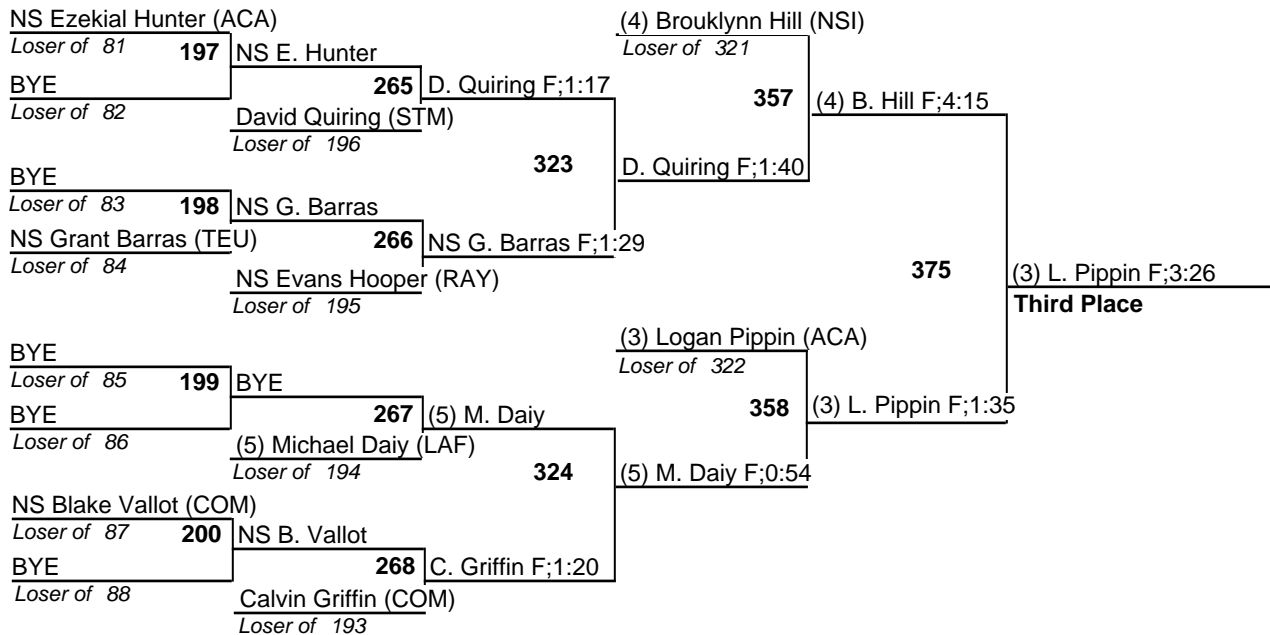 NS Ezekial Hunter (ACA)
Loser of 81
197
NS E. Hunter
BYE
Loser of 82
265
D. Quiring F;1:17
David Quiring (STM)
Loser of 196
323
D. Quiring F;1:40
BYE
Loser of 83
198
NS G. Barras
NS Grant Barras (TEU)
Loser of 84
266
NS G. Barras F;1:29
NS Evans Hooper (RAY)
Loser of 195
BYE
Loser of 85
199
BYE
BYE
Loser of 86
267
(5) M. Daiy
(5) Michael Daiy (LAF)
Loser of 194
324
(5) M. Daiy F;0:54
NS Blake Vallot (COM)
Loser of 87
200
NS B. Vallot
BYE
Loser of 88
268
C. Griffin F;1:20
Calvin Griffin (COM)
Loser of 193
(4) Brouklynn Hill (NSI)
Loser of 321
357
(4) B. Hill F;4:15
375
(3) L. Pippin F;3:26
Third Place
(3) Logan Pippin (ACA)
Loser of 322
358
(3) L. Pippin F;1:35